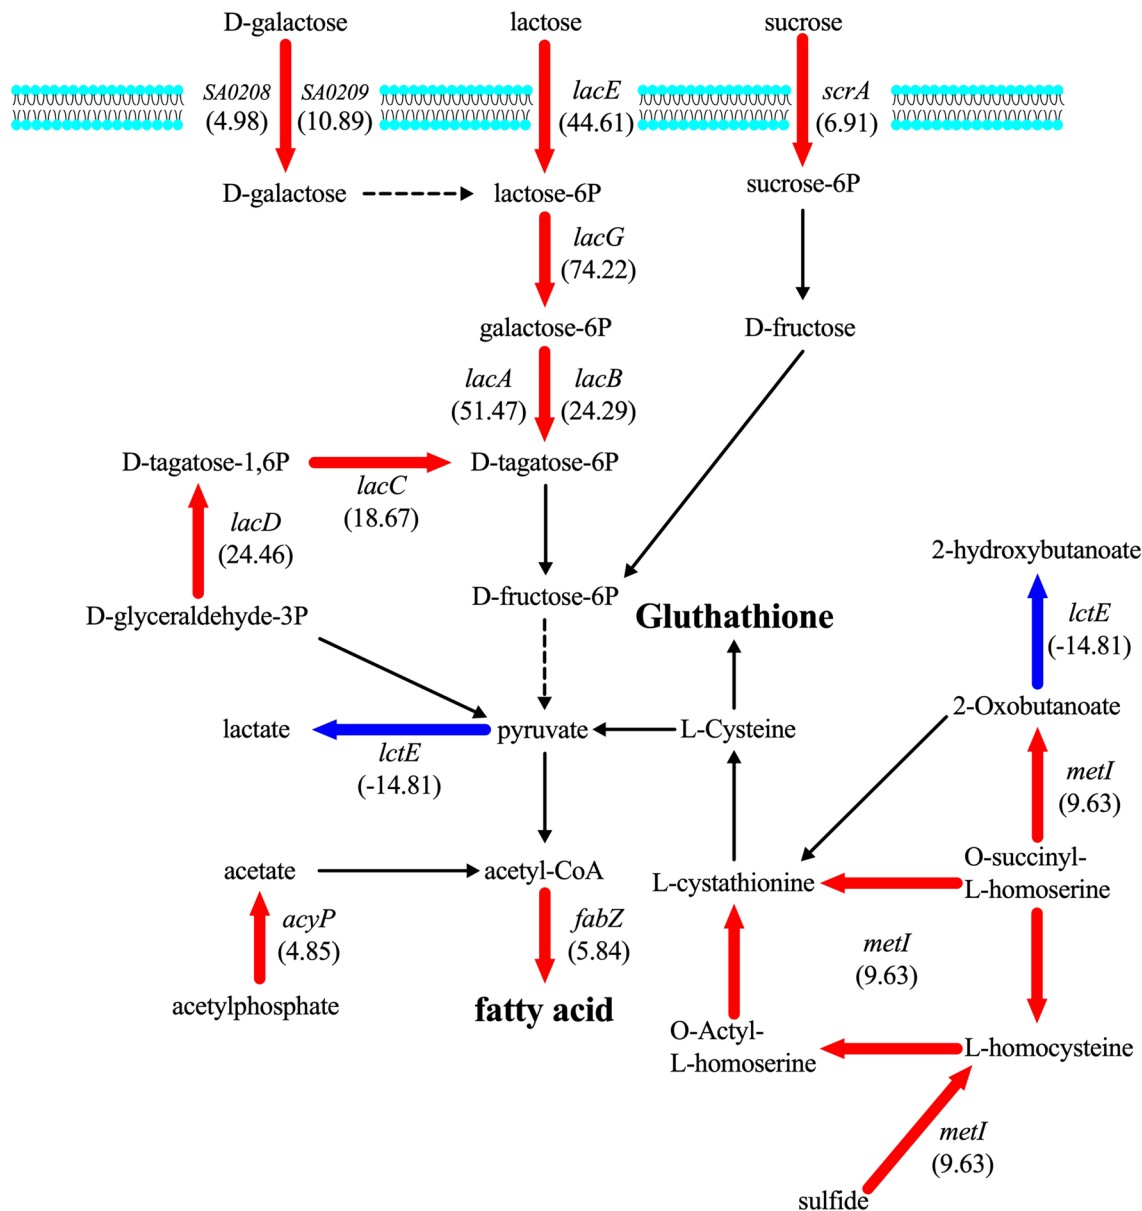 D-galactose
lactose
sucrose
SA0208
SA0209
lacE
scrA
(4.98)
(10.89)
(44.61)
(6.91)
D-galactose
lactose-6P
sucrose-6P
lacG
(74.22)
galactose-6P
D-fructose
lacA
lacB
(51.47)
(24.29)
D-tagatose-1,6P
D-tagatose-6P
lacC
(18.67)
lacD
(24.46)
2-hydroxybutanoate
D-glyceraldehyde-3P
D-fructose-6P
Gluthathione
lctE
(-14.81)
2-Oxobutanoate
lactate
pyruvate
L-Cysteine
lctE
(-14.81)
metI
(9.63)
acetate
acetyl-CoA
L-cystathionine
O-succinyl-
L-homoserine
acyP
(4.85)
fabZ
(5.84)
metI
(9.63)
acetylphosphate
fatty acid
O-Actyl-
L-homoserine
L-homocysteine
metI
(9.63)
sulfide